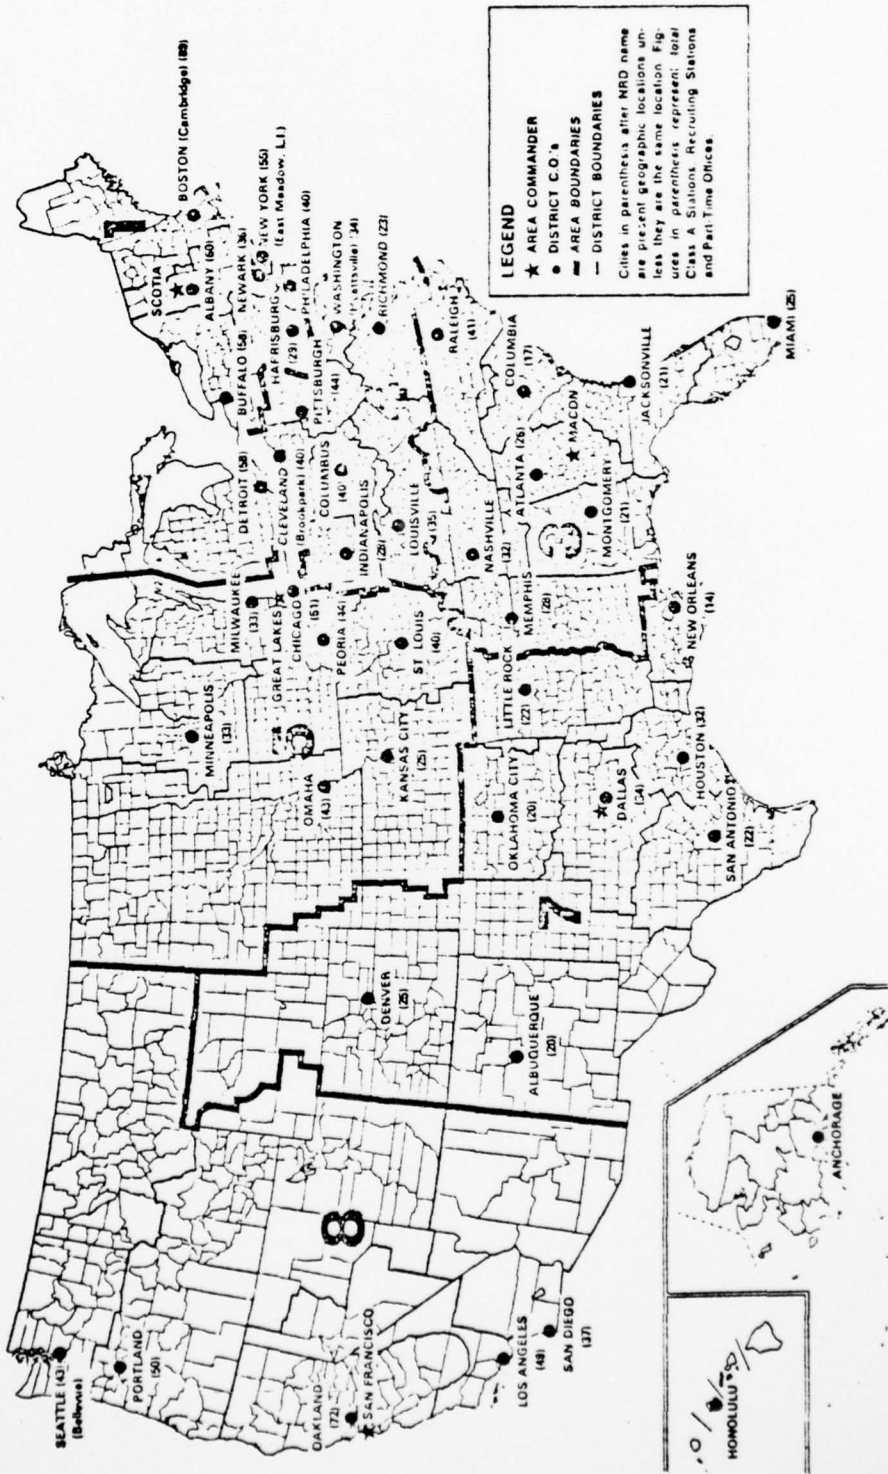 SEATTLE (43)
(Bellevue)
PORTLAND
(50)
OAKLAND
(72)
SAN FRANCISCO
LOS ANGELES
(48)
SAN DIEGO
(37)
8
HONOLULU
ANCHORAGE
DENVER
(25)
ALBUQUERQUE
(20)
7
MINNEAPOLIS
(33)
OMAHA
(43)
KANSAS CITY
(25)
OKLAHOMA CITY
(20)
DALLAS
HOUSTON (32)
SAN ANTONIO
(22)
LITTLE ROCK
(22)
NEW ORLEANS
(14)
MILWAUKEE
(33)
GREAT LAKES
CHICAGO
(51)
PEORIA (44)
ST LOUIS
(40)
MEMPHIS
(28)
DETROIT (58)
CLEVELAND
(Brookpark) (40)
COLUMBUS
(40)
INDIANAPOLIS
(28)
LOUISVILLE
(35)
NASHVILLE
(32)
3
ATLANTA (26)
MACON
MONTGOMERY
(21)
COLUMBIA
(17)
JACKSONVILLE
(21)
MIAMI (25)
RALEIGH
(41)
RICHMOND (23)
WASHINGTON
(34)
PITTSBURGH
(44)
PHILADELPHIA (40)
HARRISBURG
(29)
BUFFALO (58)
NEWARK (36)
NEW YORK (55)
(East Meadow, L.I.)
ALBANY (60)
SCOTIA
BOSTON (Cambridge) (89)
1
LEGEND
★ AREA COMMANDER
● DISTRICT C.O.'s
▬ AREA BOUNDARIES
— DISTRICT BOUNDARIES
Cities in parenthesis after NRD name
are present geographic locations un-
less they are the same location Fig-
ures in parenthesis represent total
Class A Stations, Recruiting Stations
and Part-Time Offices.